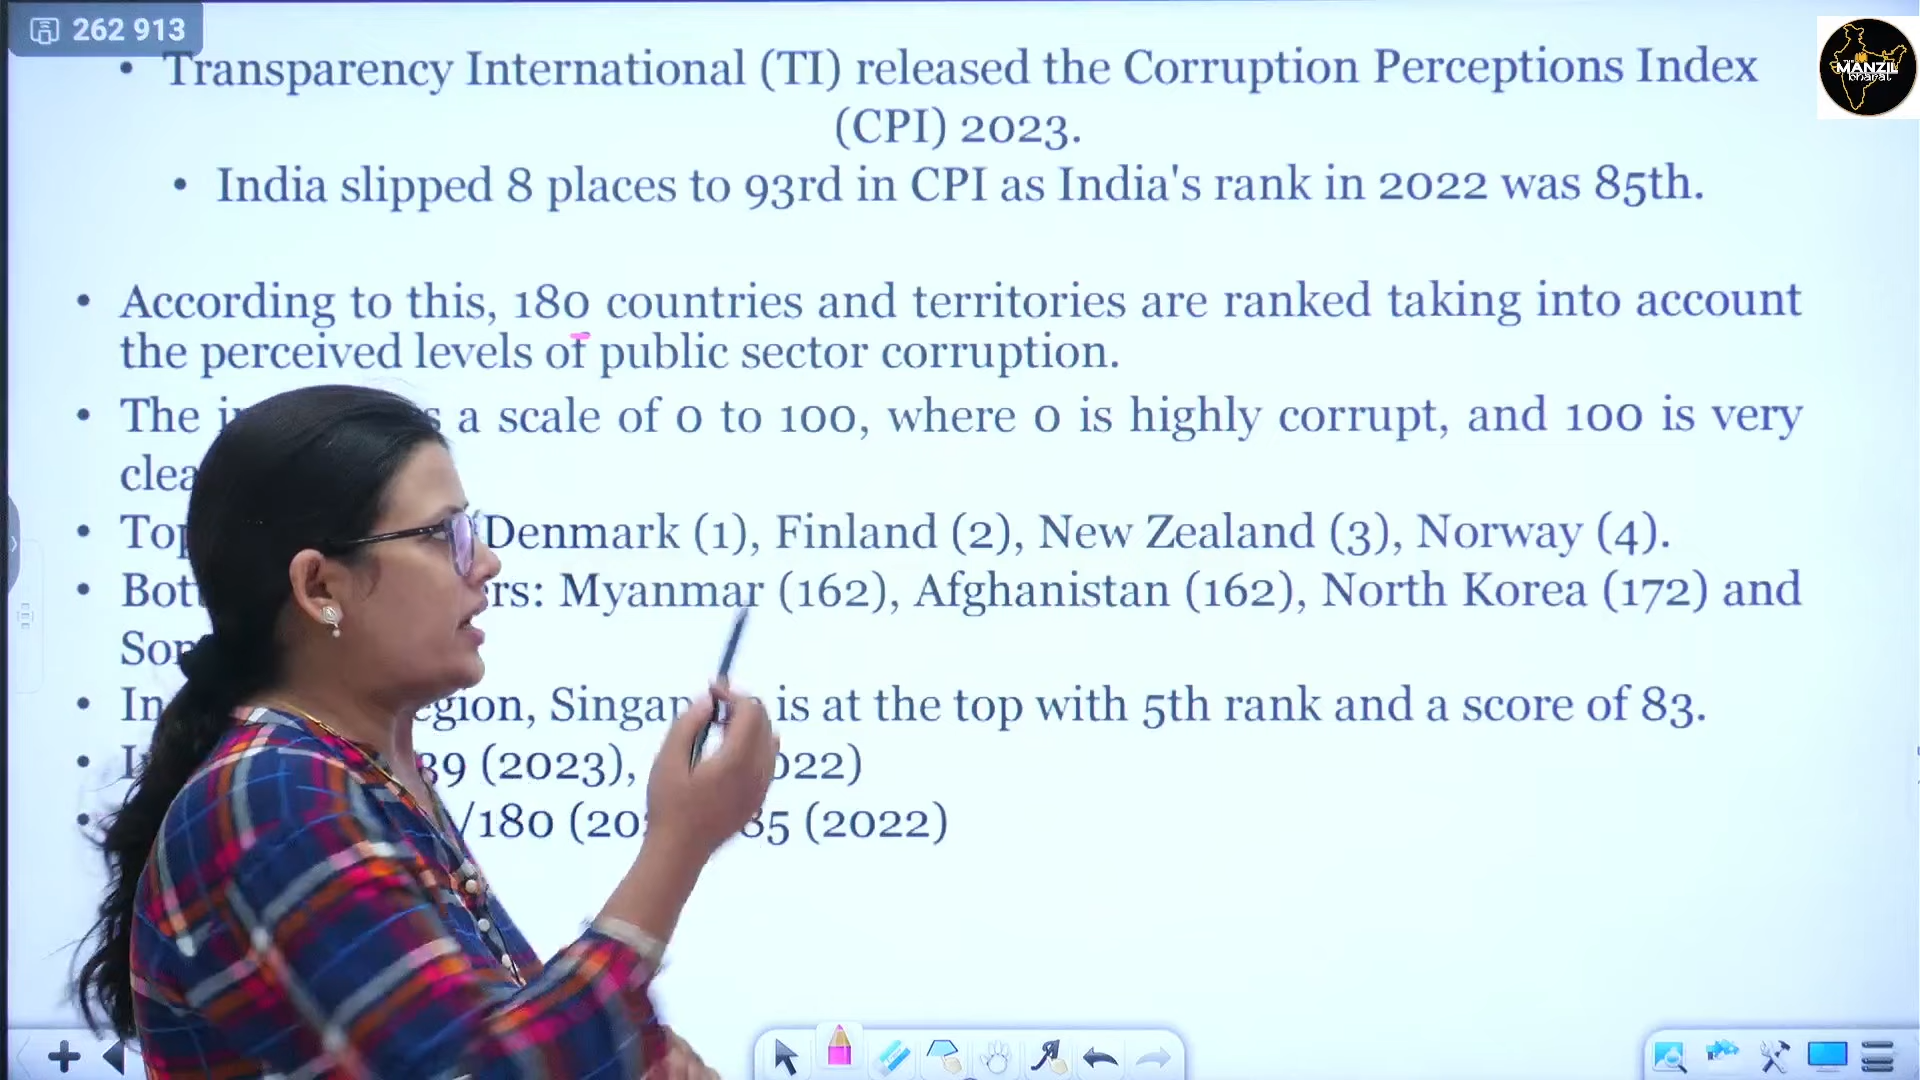 262 913
MANZIL
bharat
• Transparency International (TI) released the Corruption Perceptions Index
(CPI) 2023.
• India slipped 8 places to 93rd in CPI as India's rank in 2022 was 85th.
• According to this, 180 countries and territories are ranked taking into account
the perceived levels of public sector corruption.
• The a scale of 0 to 100, where 0 is highly corrupt, and 100 is very
• Denmark (1), Finland (2), New Zealand (3), Norway (4).
• Myanmar (162), Afghanistan (162), North Korea (172) and
• is at the top with 5th rank and a score of 83.
• 39 (2023),
• /180 85 (2022)